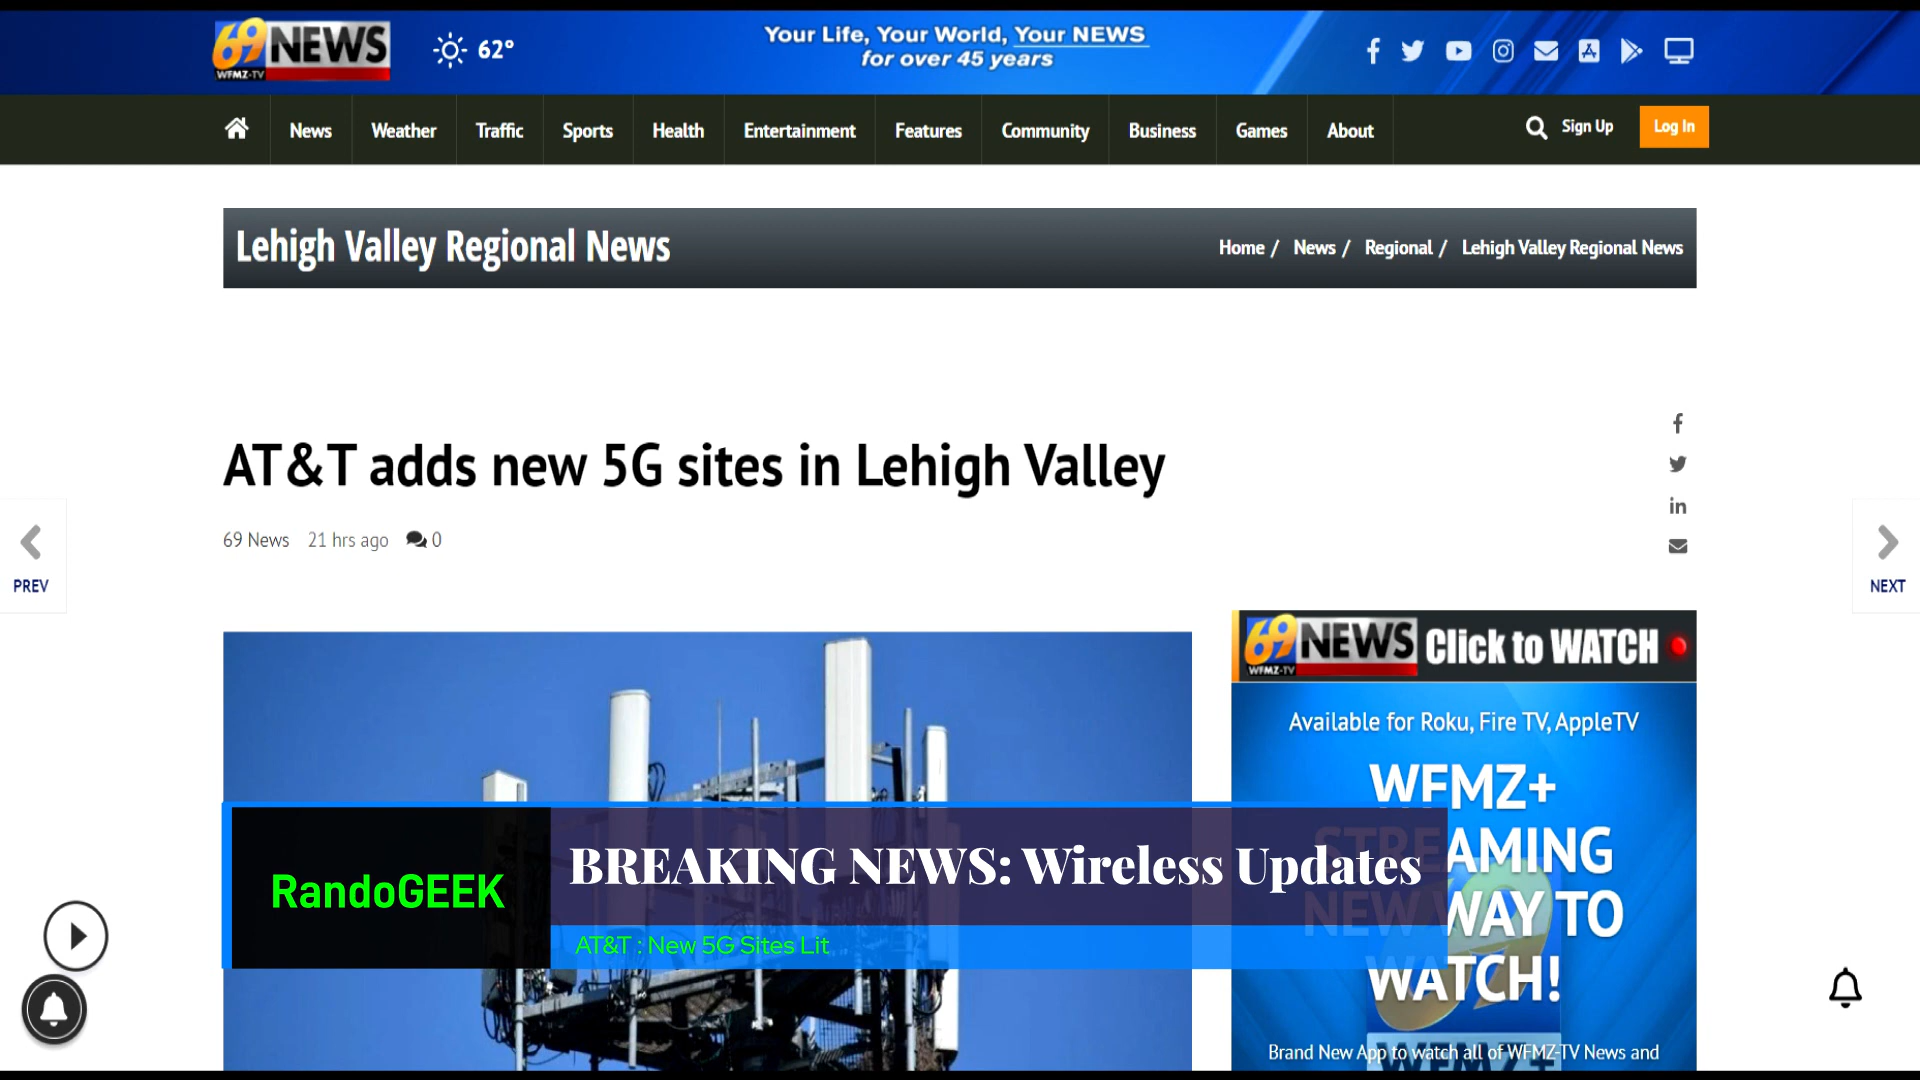 69 NEWS
WFMZ-TV
62°
Your Life, Your World, Your NEWS
for over 45 years
News
Weather
Traffic
Sports
Health
Entertainment
Features
Community
Business
Games
About
Sign Up
Log In
Lehigh Valley Regional News
Home / News / Regional / Lehigh Valley Regional News
AT&T adds new 5G sites in Lehigh Valley
69 News 21 hrs ago 0
PREV
NEXT
69 NEWS Click to WATCH
WFMZ-TV
Available for Roku, Fire TV, AppleTV
WFMZ+
STREAMING
NEW WAY TO
WATCH!
Brand New App to watch all of WFMZ-TV News and
WFMZ+
RandoGEEK
BREAKING NEWS: Wireless Updates
AT&T : New 5G Sites Lit